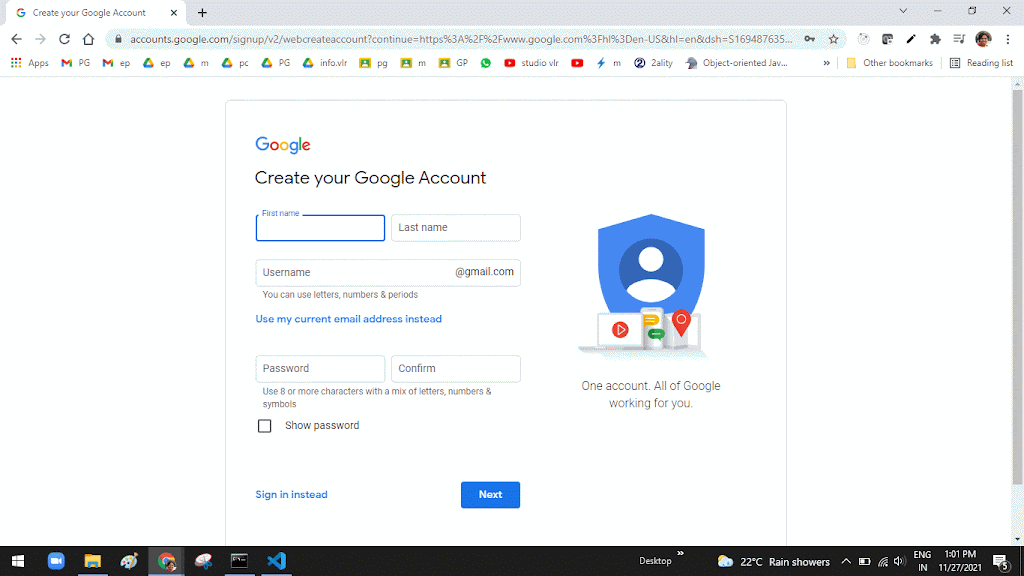 Create your Google Account
accounts.google.com/signup/v2/webcreateaccount?continue=https%3A%2F%2Fwww.google.com%3Fhl%3Den-US&hl=en&dsh=S169487635...
Apps PG ep ep m pc PG info.vlr pg m GP studio vlr m 2ality Object-oriented Jav... » Other bookmarks Reading list
Google
Create your Google Account
First name
Last name
Username @gmail.com
You can use letters, numbers & periods
Use my current email address instead
Password Confirm
Use 8 or more characters with a mix of letters, numbers &
symbols
Show password
Sign in instead Next
One account. All of Google
working for you.
Desktop » 22°C Rain showers ENG 1:01 PM
IN 11/27/2021 5